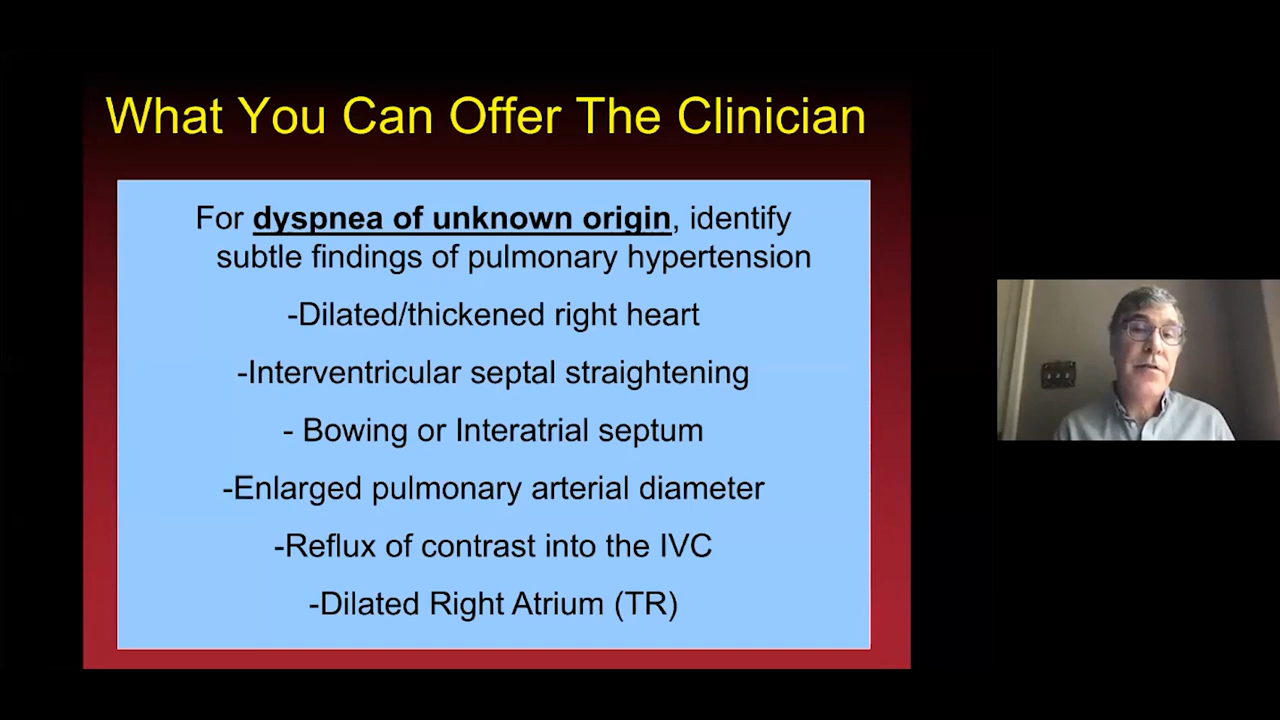 What You Can Offer The Clinician
For dyspnea of unknown origin, identify
subtle findings of pulmonary hypertension
-Dilated/thickened right heart
-Interventricular septal straightening
- Bowing or Interatrial septum
-Enlarged pulmonary arterial diameter
-Reflux of contrast into the IVC
-Dilated Right Atrium (TR)